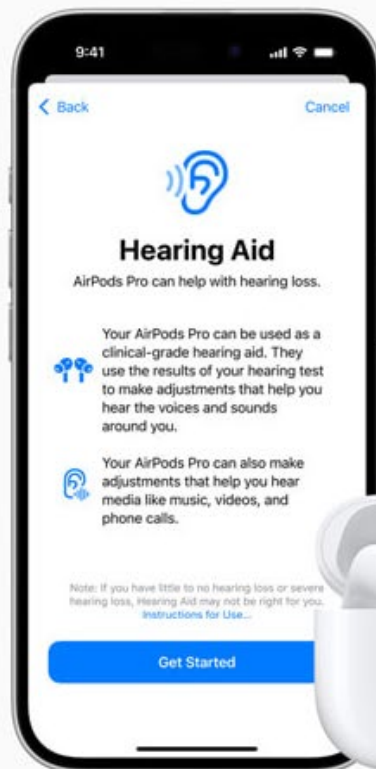 9:41
Back
Cancel
Hearing Aid
AirPods Pro can help with hearing loss.
Your AirPods Pro can be used as a
clinical-grade hearing aid. They
use the results of your hearing test
to make adjustments that help you
hear the voices and sounds
around you.
Your AirPods Pro can also make
adjustments that help you hear
media like music, videos, and
phone calls.
Note: If you have little to no hearing loss or severe
hearing loss, Hearing Aid may not be right for you.
Instructions for Use...
Get Started